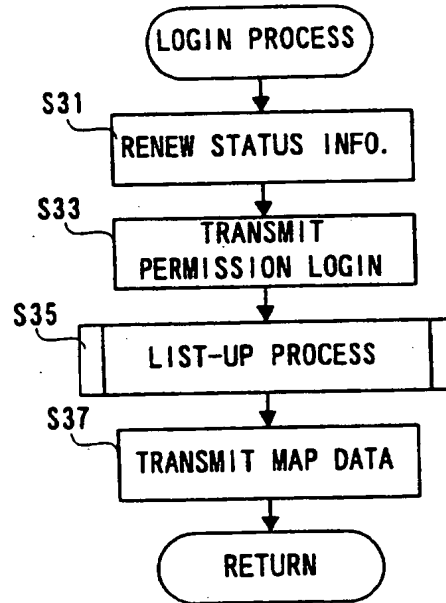 LOGIN PROCESS
S31
RENEW STATUS INFO.
S33
TRANSMIT
PERMISSION LOGIN
S35
LIST-UP PROCESS
S37
TRANSMIT MAP DATA
RETURN